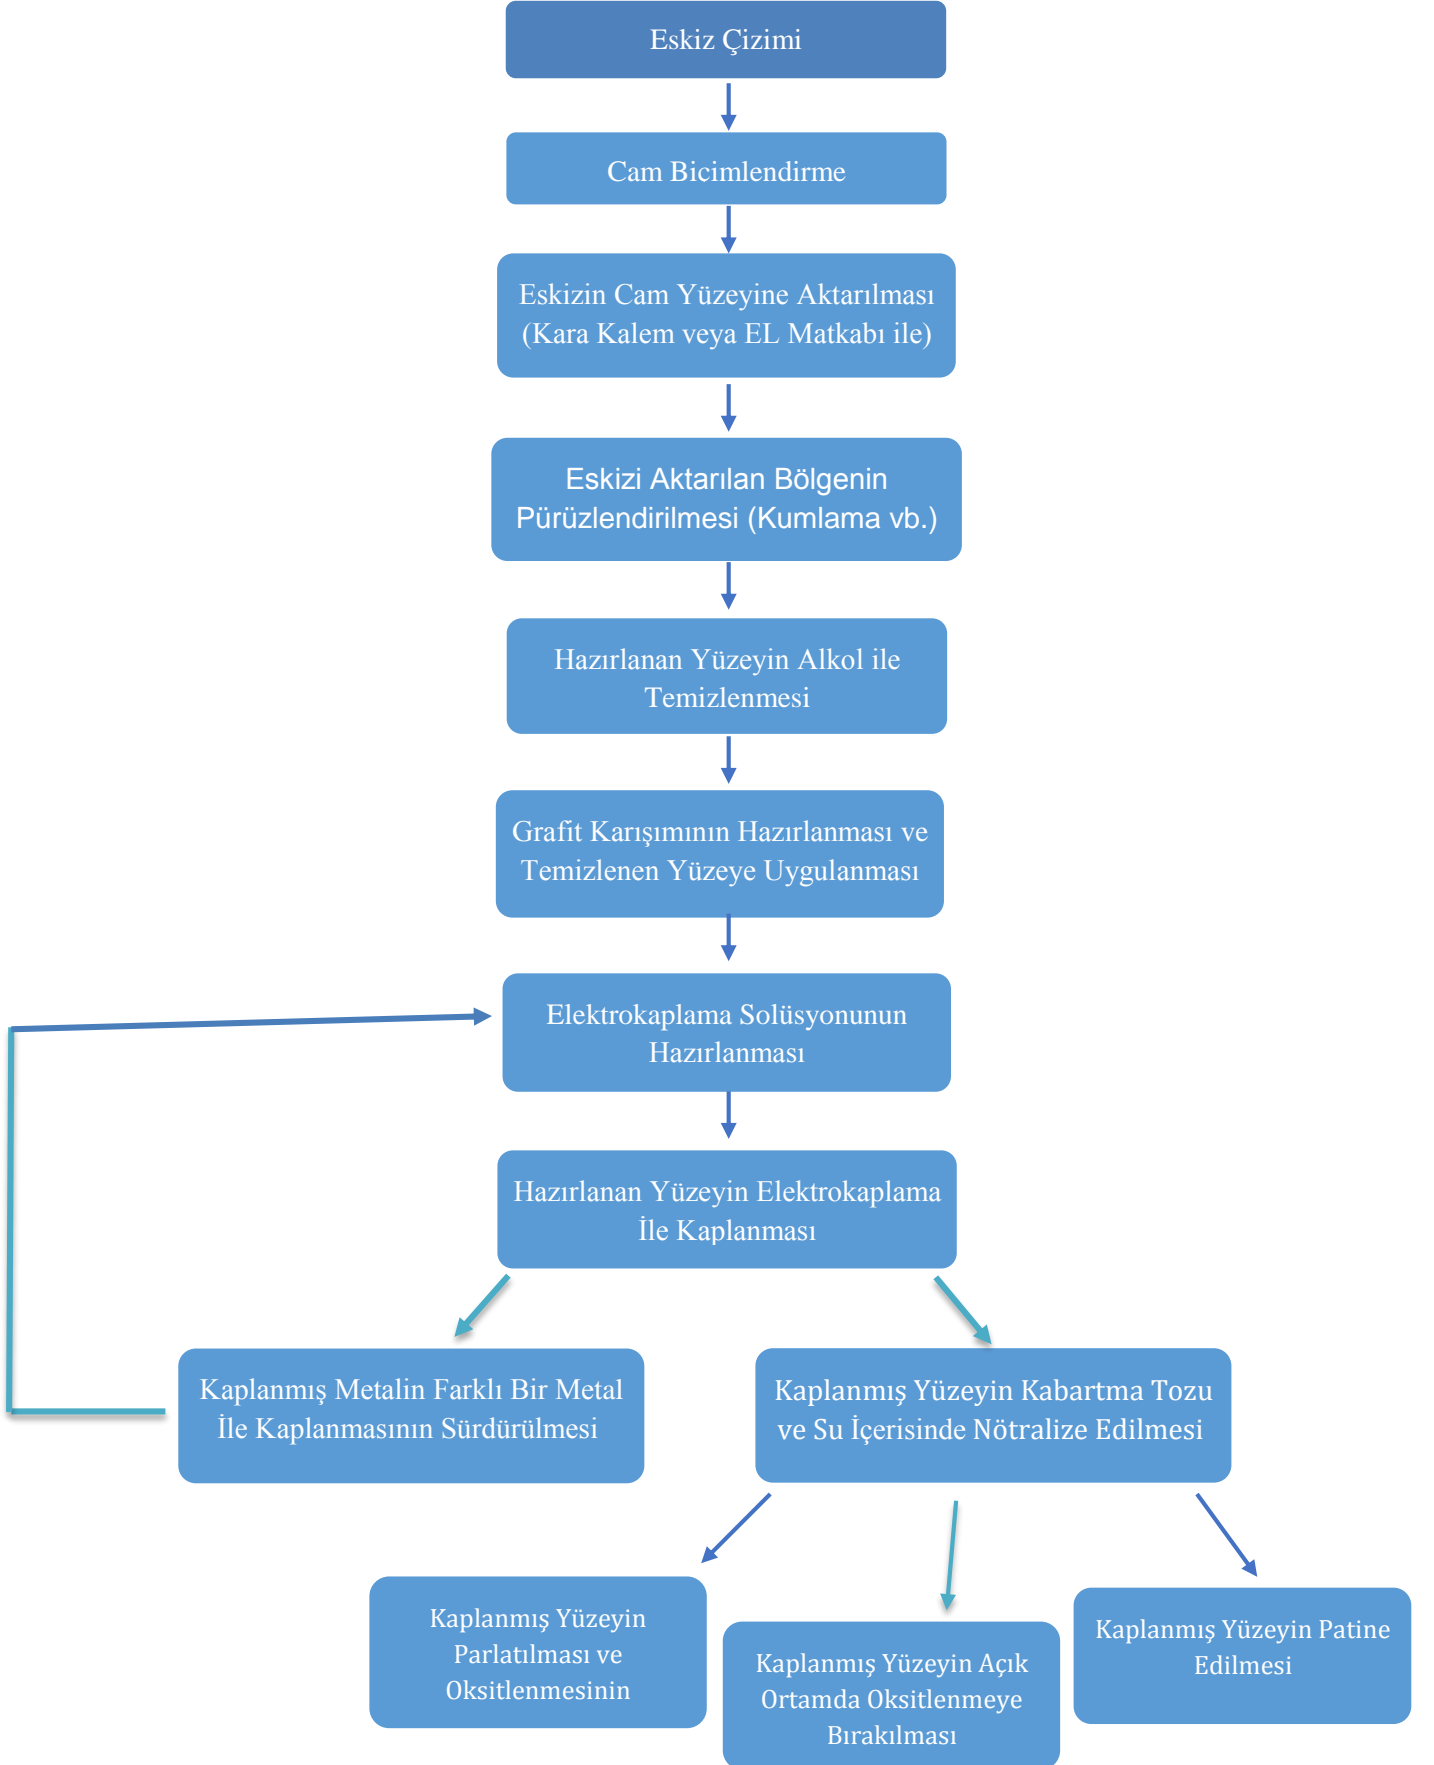 Eskiz Çizimi
Cam Bicimlendirme
Eskizin Cam Yüzeyine Aktarılması
(Kara Kalem veya EL Matkabı ile)
Eskizi Aktarılan Bölgenin
Pürüzlendirilmesi (Kumlama vb.)
Hazırlanan Yüzeyin Alkol ile
Temizlenmesi
Grafit Karışımının Hazırlanması ve
Temizlenen Yüzeye Uygulanması
Elektrokaplama Solüsyonunun
Hazırlanması
Hazırlanan Yüzeyin Elektrokaplama
İle Kaplanması
Kaplanmış Metalin Farklı Bir Metal
İle Kaplanmasının Sürdürülmesi
Kaplanmış Yüzeyin Kabartma Tozu
ve Su İçerisinde Nötralize Edilmesi
Kaplanmış Yüzeyin
Parlatılması ve
Oksitlenmesinin
Kaplanmış Yüzeyin Açık
Ortamda Oksitlenmeye
Bırakılması
Kaplanmış Yüzeyin Patine
Edilmesi